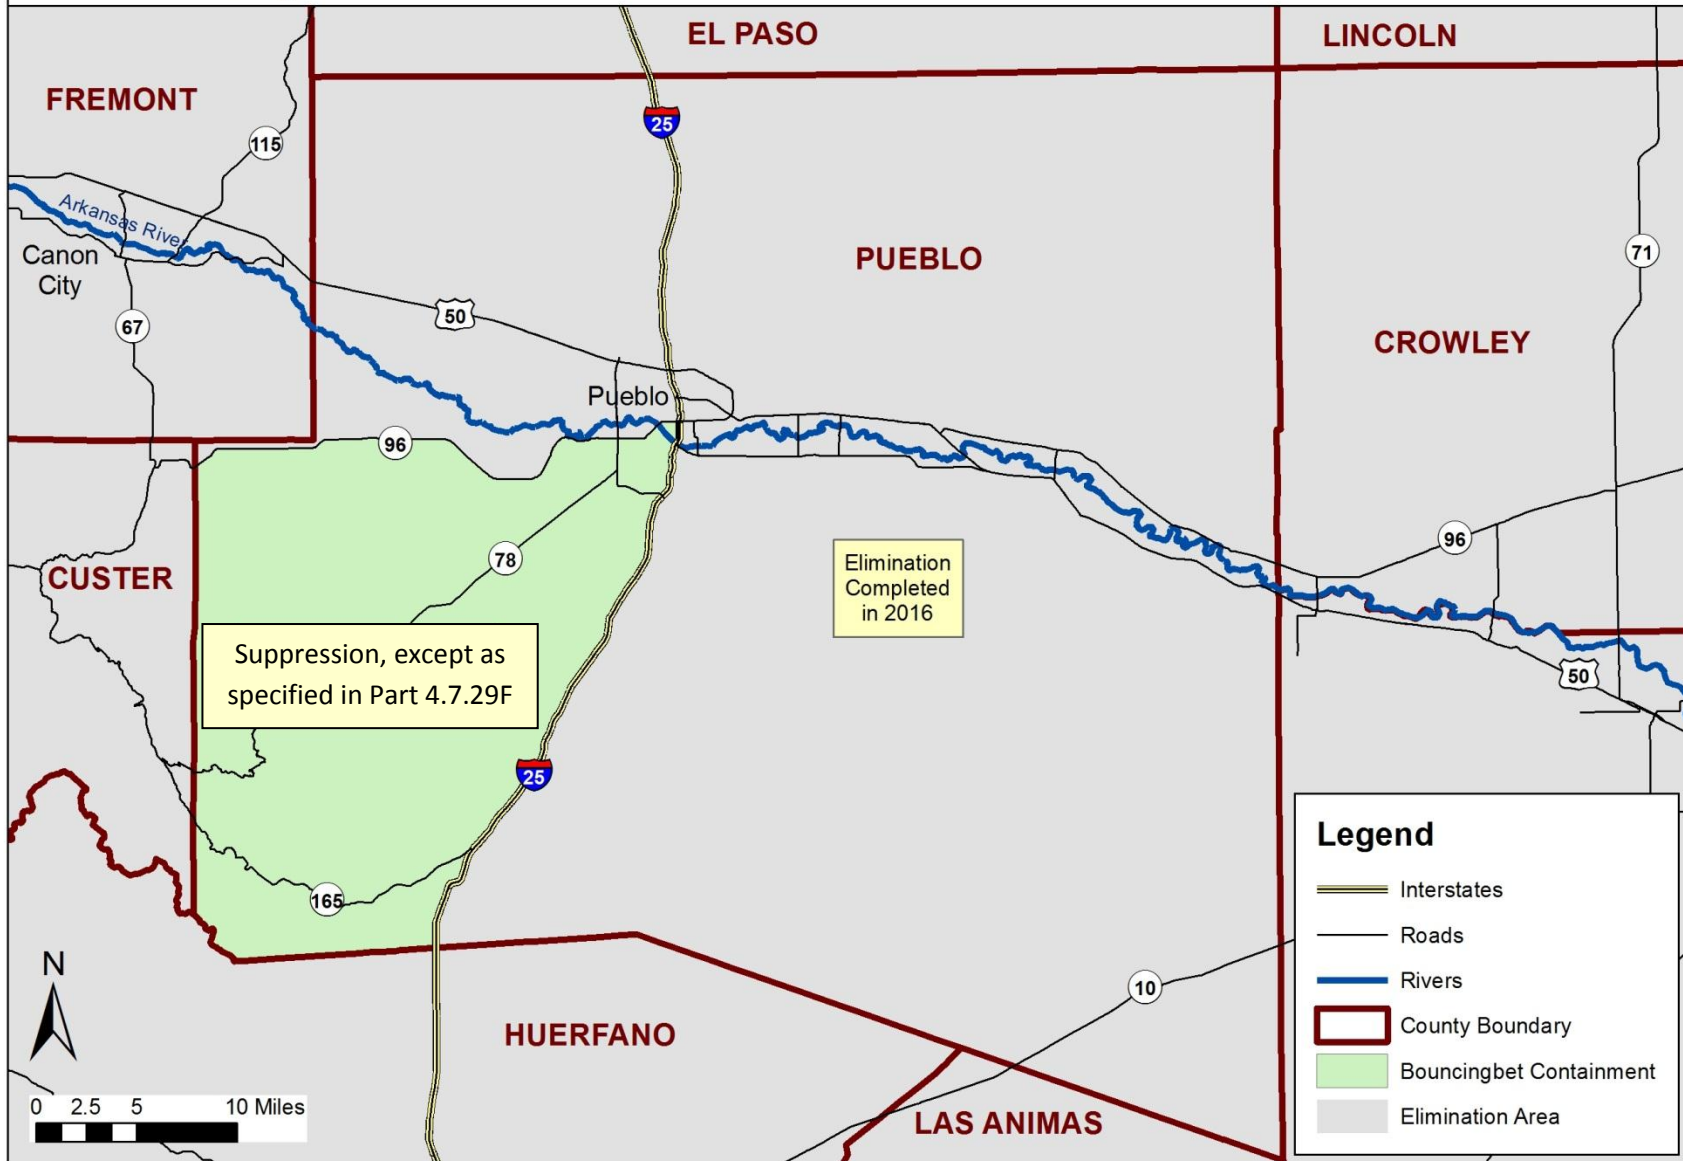 EL PASO
LINCOLN
FREMONT
25
115
Arkansas River
PUEBLO
Canon
City
71
67
50
CROWLEY
Pueblo
96
96
78
CUSTER
Elimination
Completed
in 2016
Suppression, except as
specified in Part 4.7.29F
50
25
165
10
HUERFANO
LAS ANIMAS
N
0 2.5 5 10 Miles
Legend
Interstates
Roads
Rivers
County Boundary
Bouncingbet Containment
Elimination Area